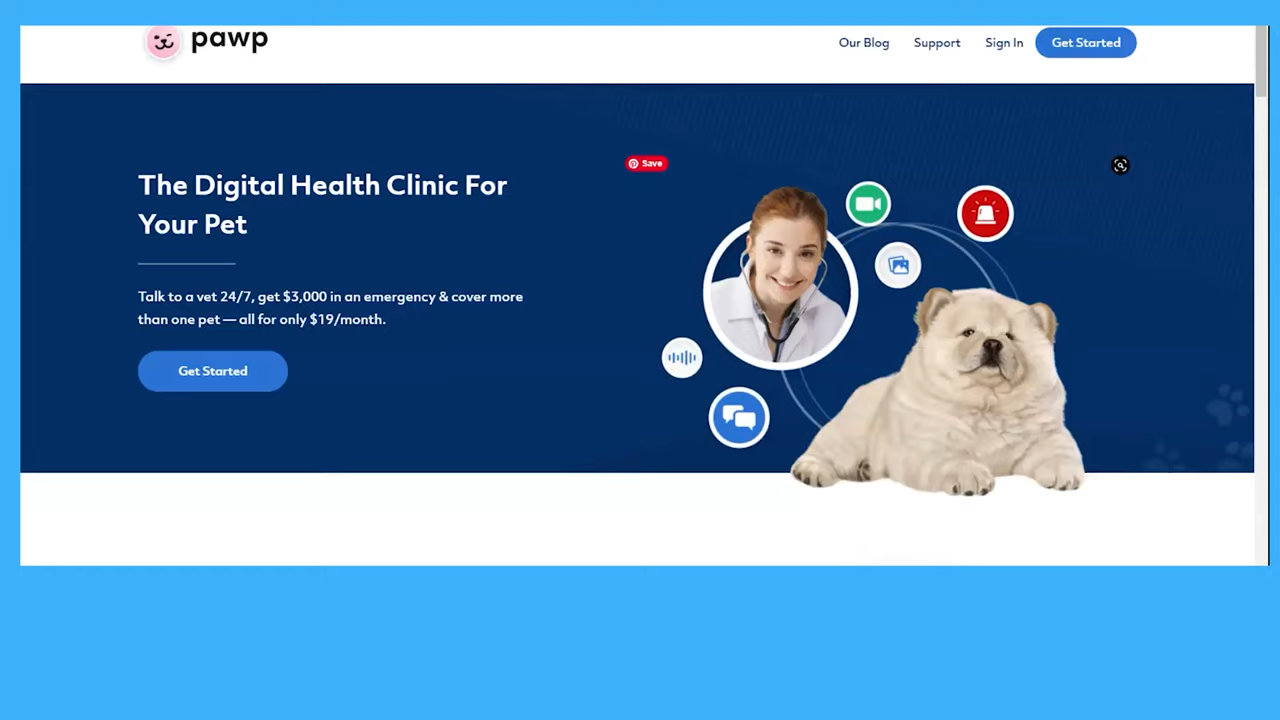 pawp
Our Blog
Support
Sign In
Get Started
Save
The Digital Health Clinic For
Your Pet
Talk to a vet 24/7, get $3,000 in an emergency & cover more
than one pet — all for only $19/month.
Get Started